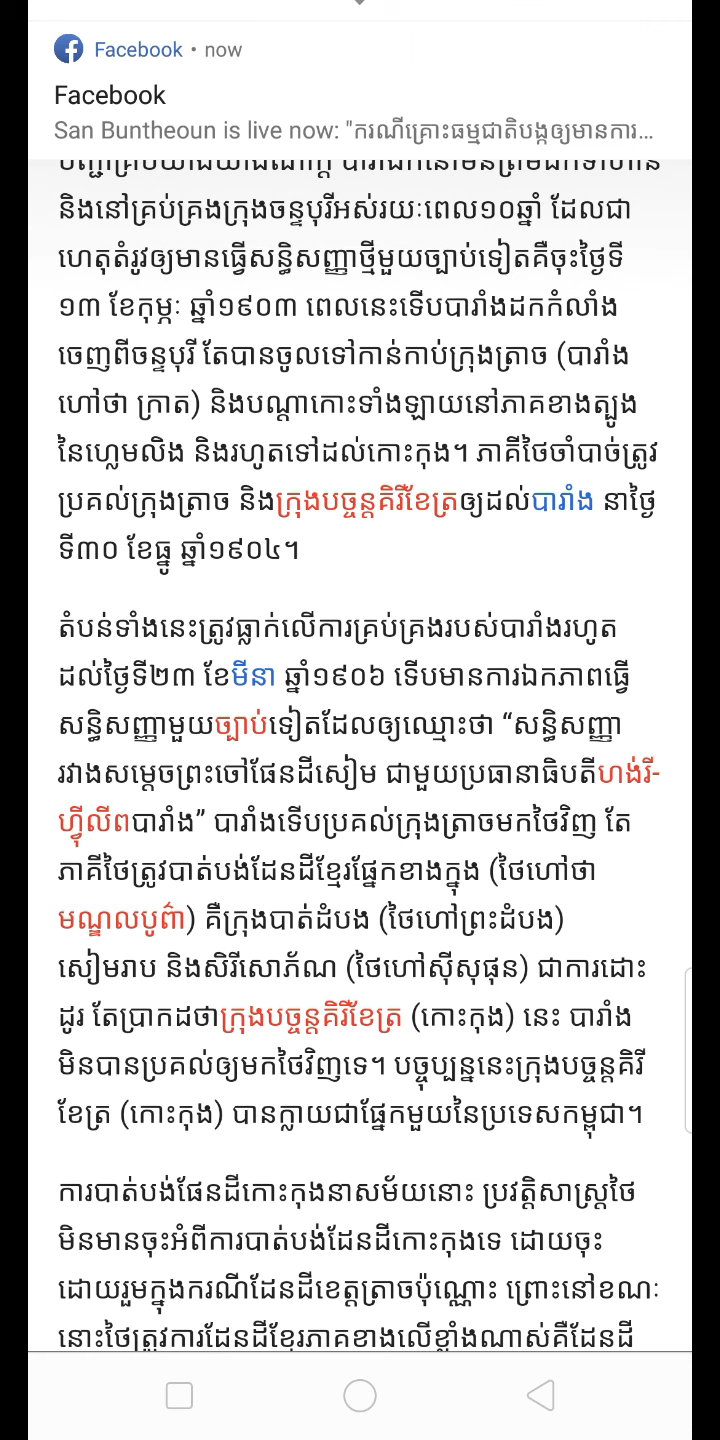 Facebook • now
Facebook
San Buntheoun is live now: "ករណីគ្រោះធម្មជាតិបង្កឲ្យមានការ...
និងនៅគ្រប់គ្រងក្រុងចន្ទបុរីអស់រយៈពេល១០ឆ្នាំ ដែលជា
ហេតុតំរូវឲ្យមានធ្វើសន្ធិសញ្ញាថ្មីមួយច្បាប់ទៀតគឺចុះថ្ងៃទី
១៣ ខែកុម្ភៈ ឆ្នាំ១៩០៣ ពេលនេះទើបបារាំងដកកំលាំង
ចេញពីចន្ទបុរី តែបានចូលទៅកាន់កាប់ក្រុងត្រាច (បារាំង
ហៅថា ក្រាត) និងបណ្តាកោះទាំងឡាយនៅភាគខាងត្បូង
នៃហ្លេមលិង និងរហូតទៅដល់កោះកុង។ ភាគីថៃចាំបាច់ត្រូវ
ប្រគល់ក្រុងត្រាច និងក្រុងបច្ចន្តគិរីខែត្រឲ្យដល់បារាំង នាថ្ងៃ
ទី៣០ ខែធ្នូ ឆ្នាំ១៩០៤។
តំបន់ទាំងនេះត្រូវធ្លាក់លើការគ្រប់គ្រងរបស់បារាំងរហូត
ដល់ថ្ងៃទី២៣ ខែមីនា ឆ្នាំ១៩០៦ ទើបមានការឯកភាពធ្វើ
សន្ធិសញ្ញាមួយច្បាប់ទៀតដែលឲ្យឈ្មោះថា “សន្ធិសញ្ញា
រវាងសម្តេចព្រះចៅផែនដីសៀម ជាមួយប្រធានាធិបតីហង់រី-
ហ្វ៊ីលីពបារាំង” បារាំងទើបប្រគល់ក្រុងត្រាចមកថៃវិញ តែ
ភាគីថៃត្រូវបាត់បង់ដែនដីខ្មែរផ្នែកខាងក្នុង (ថៃហៅថា
មណ្ឌលបូព៌ា) គឺក្រុងបាត់ដំបង (ថៃហៅព្រះដំបង)
សៀមរាប និងសិរីសោភ័ណ (ថៃហៅស៊ីសុផុន) ជាការដោះ
ដូរ តែប្រាកដថាក្រុងបច្ចន្តគិរីខែត្រ (កោះកុង) នេះ បារាំង
មិនបានប្រគល់ឲ្យមកថៃវិញទេ។ បច្ចុប្បន្ននេះក្រុងបច្ចន្តគិរី
ខែត្រ (កោះកុង) បានក្លាយជាផ្នែកមួយនៃប្រទេសកម្ពុជា។
ការបាត់បង់ផែនដីកោះកុងនាសម័យនោះ ប្រវត្តិសាស្ត្រថៃ
មិនមានចុះអំពីការបាត់បង់ដែនដីកោះកុងទេ ដោយចុះ
ដោយរួមក្នុងករណីដែនដីខេត្តត្រាចប៉ុណ្ណោះ ព្រោះនៅខណៈ
នោះថៃត្រូវការដែនដីខ្មែរភាគខាងលើខ្លាំងណាស់គឺដែនដី